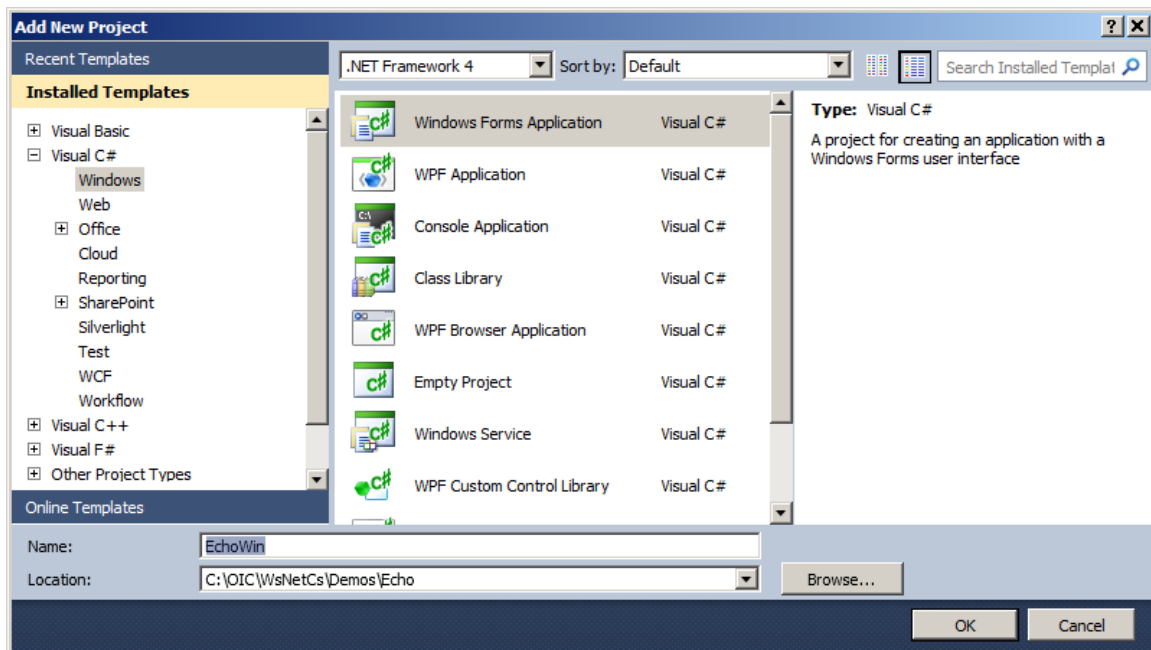 Add New Project
Recent Templates
Installed Templates
Visual Basic
Visual C#
Windows
Web
Office
Cloud
Reporting
SharePoint
Silverlight
Test
WCF
Workflow
Visual C++
Visual F#
Other Project Types
Online Templates
.NET Framework 4 Sort by: Default Search Installed Templat
Windows Forms Application Visual C#
WPF Application Visual C#
Console Application Visual C#
Class Library Visual C#
WPF Browser Application Visual C#
Empty Project Visual C#
Windows Service Visual C#
WPF Custom Control Library Visual C#
Type: Visual C#
A project for creating an application with a
Windows Forms user interface
Name: EchoWin
Location: C:\OIC\WsNetCs\Demos\Echo Browse...
OK Cancel